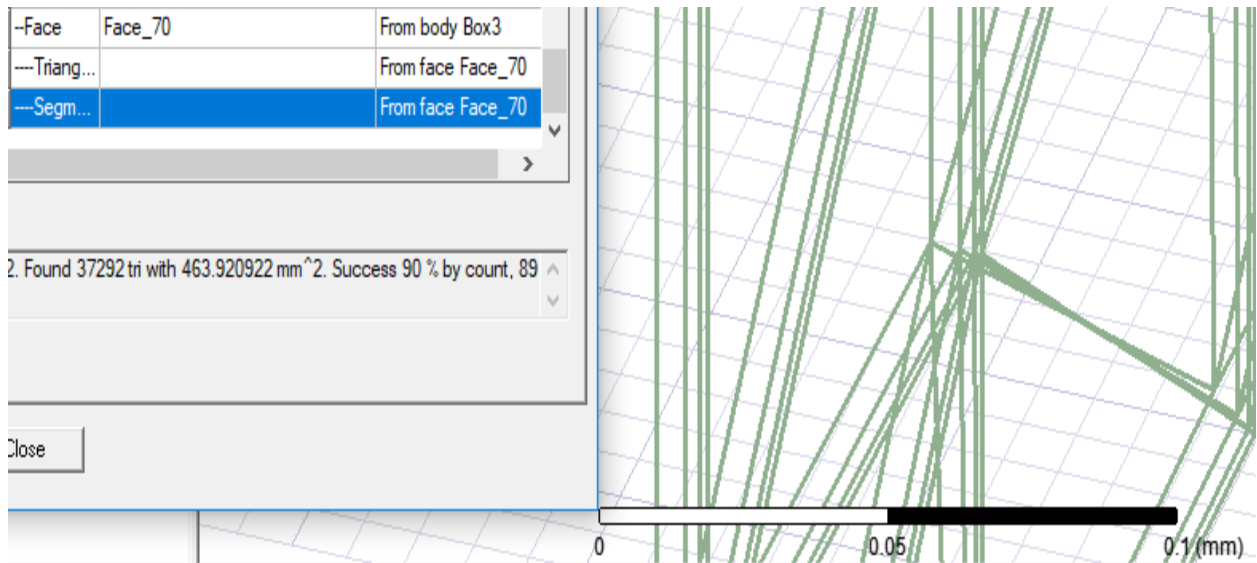 --Face Face_70 From body Box3
----Triang... From face Face_70
----Segm... From face Face_70
2. Found 37292 tri with 463.920922 mm^2. Success 90 % by count, 89
Close
0 0.05 0.1 (mm)